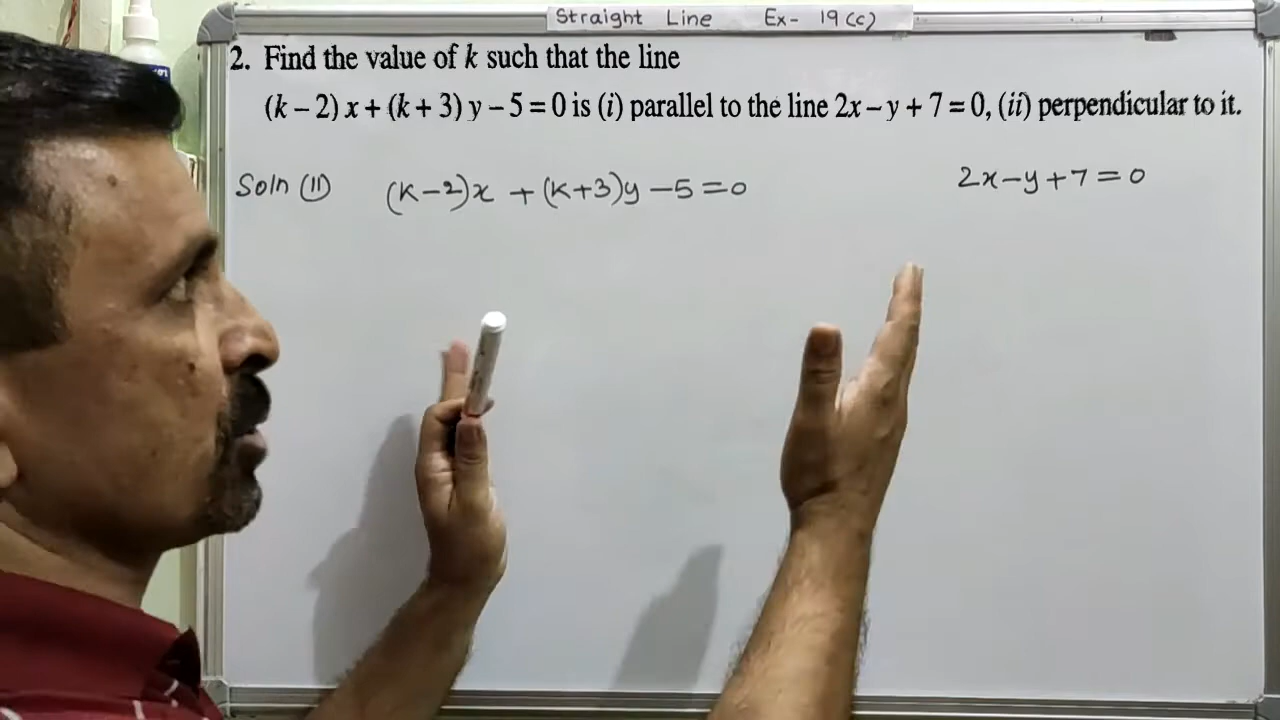 Straight Line Ex- 19(c)
2. Find the value of k such that the line
(k – 2) x + (k + 3) y – 5 = 0 is (i) parallel to the line 2x – y + 7 = 0, (ii) perpendicular to it.
Soln (II) (k-2)x + (k+3)y -5=0 2x-y+7=0